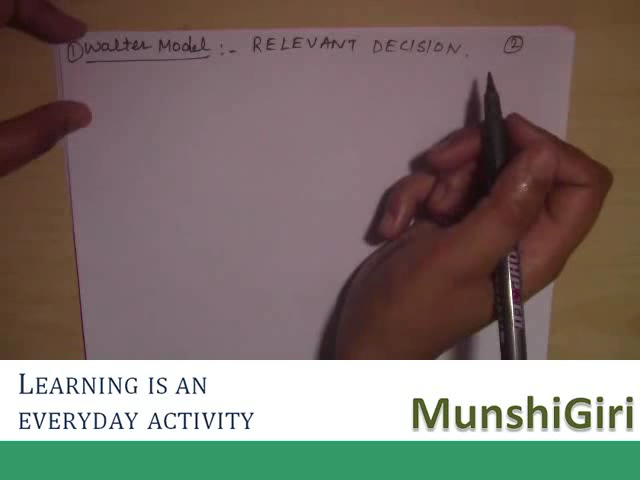 ① Walter Model :- RELEVANT DECISION. ②
LEARNING IS AN
EVERYDAY ACTIVITY
MunshiGiri